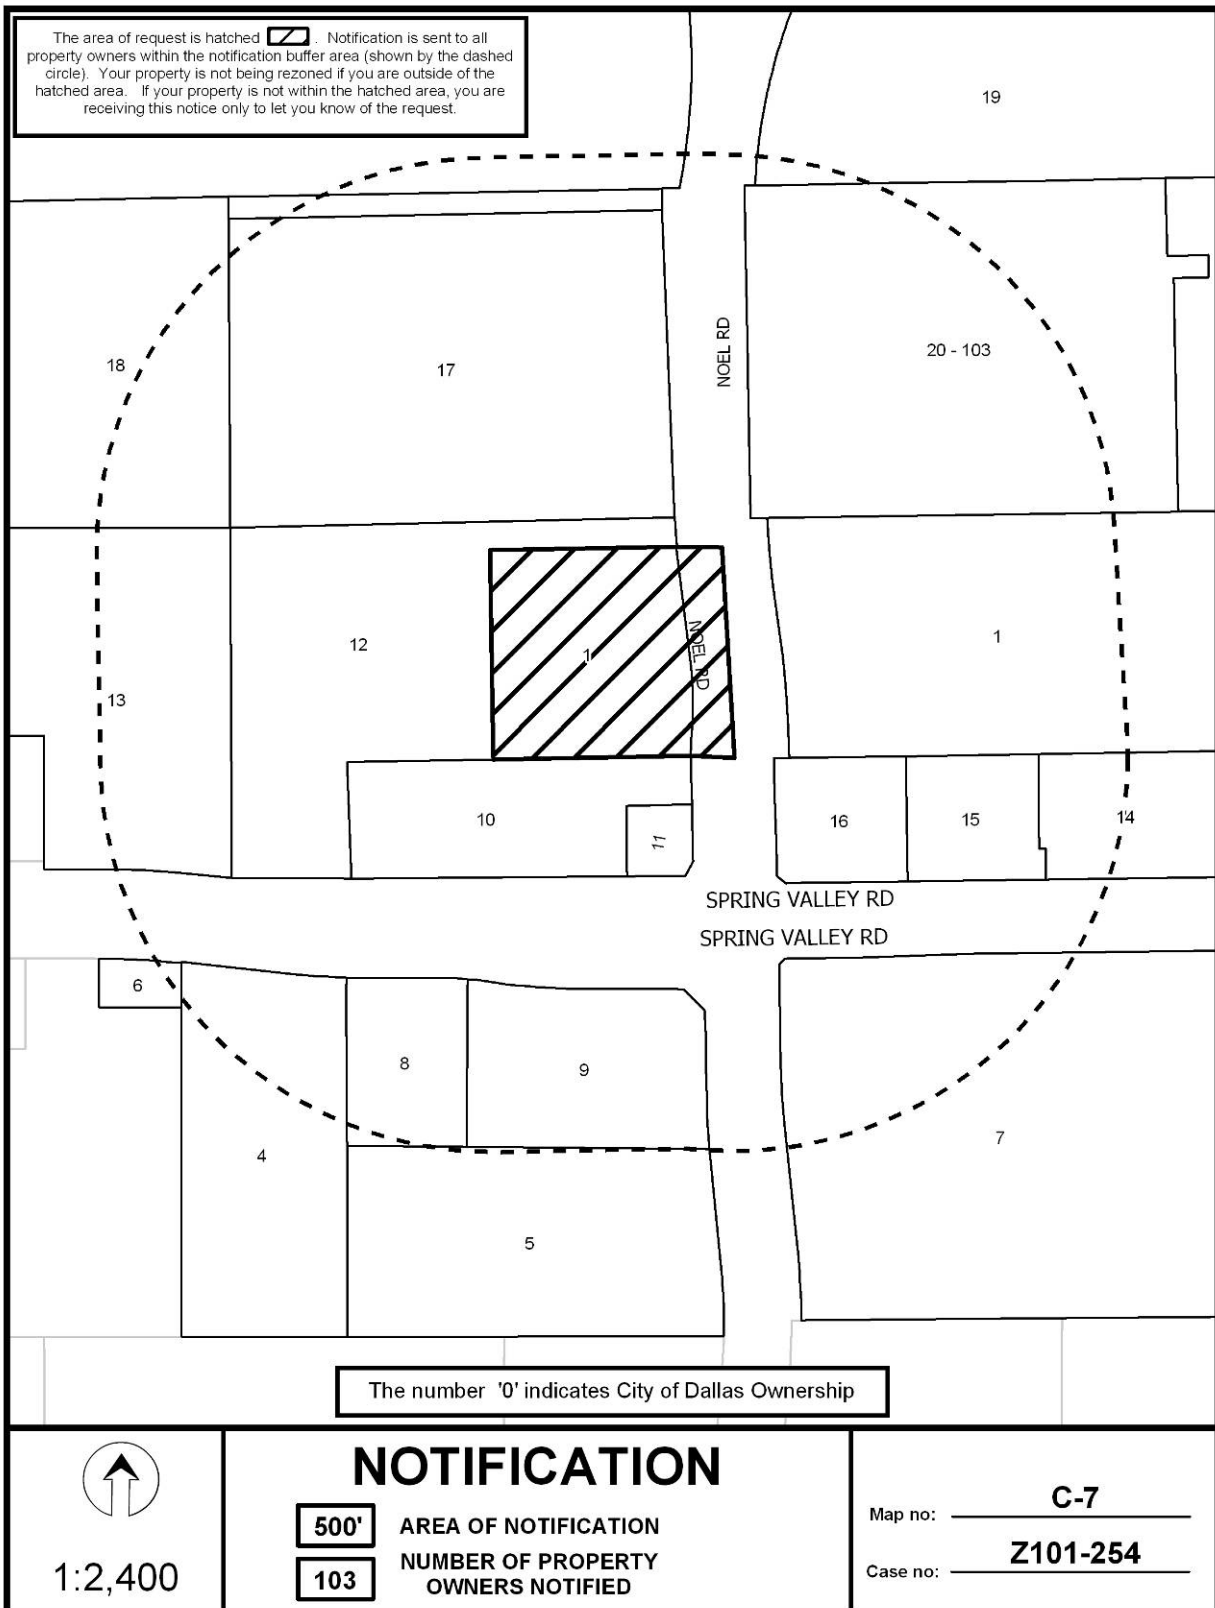 The area of request is hatched . Notification is sent to all
property owners within the notification buffer area (shown by the dashed
circle). Your property is not being rezoned if you are outside of the
hatched area. If your property is not within the hatched area, you are
receiving this notice only to let you know of the request.
19
18
17
NOEL RD
20 - 103
12
1
NOEL RD
1
13
10
11
16
15
14
SPRING VALLEY RD
SPRING VALLEY RD
6
8
9
4
7
5
The number '0' indicates City of Dallas Ownership
1:2,400
NOTIFICATION
500' AREA OF NOTIFICATION
103 NUMBER OF PROPERTY
OWNERS NOTIFIED
Map no: C-7
Case no: Z101-254